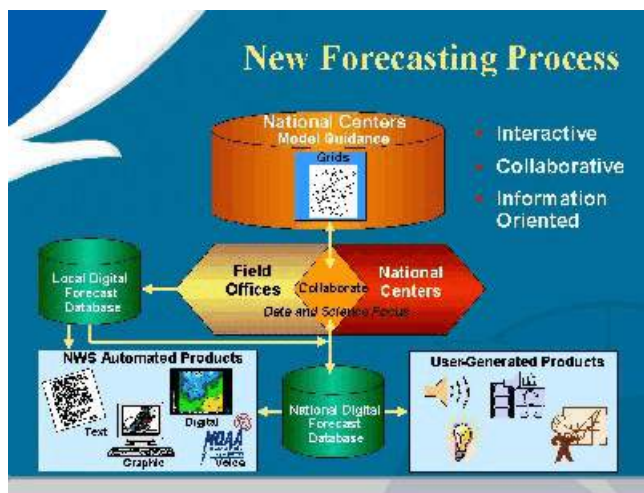 New Forecasting Process
National Centers
Model Guidance
Grids
Interactive
Collaborative
Information
Oriented
Local Digital
Forecast
Database
Field
Offices
Collaborate
National
Centers
Data and Science Focus
NWS Automated Products
Text
Graphic
Digital
NOAA
Voice
National Digital
Forecast
Database
User-Generated Products